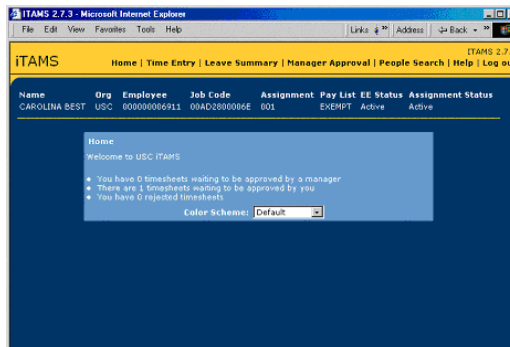 ITAMS 2.7.3 - Microsoft Internet Explorer
File Edit View Favorites Tools Help Links » Address Back »
ITAMS 2.7.
iTAMS
Home | Time Entry | Leave Summary | Manager Approval | People Search | Help | Log ou
Name Org Employee Job Code Assignment Pay List EE Status Assignment Status
CAROLINA BEST USC 000000006911 00AD2800006E 001 EXEMPT Active Active
Home
Welcome to USC iTAMS
You have 0 timesheets waiting to be approved by a manager
There are 1 timesheets waiting to be approved by you
You have 0 rejected timesheets
Color Scheme: Default